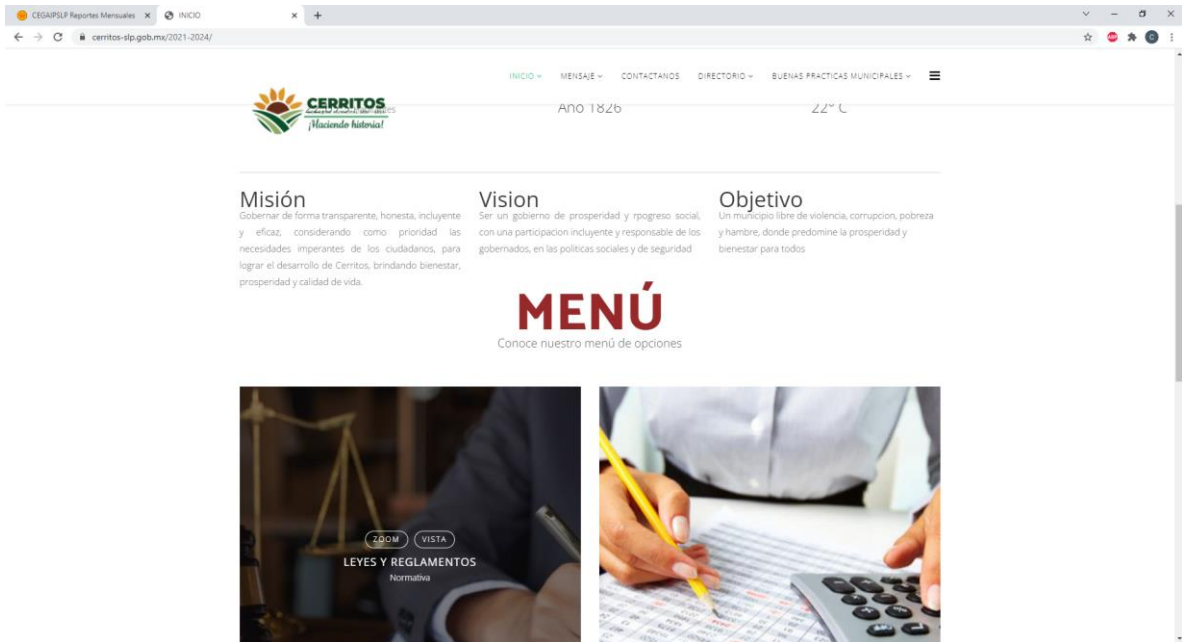 CEGAIPSLP Reportes Mensuales
INICIO
cerritos-slp.gob.mx/2021-2024/
ABP
C
INICIO
MENSAJE
CONTACTANOS
DIRECTORIO
BUENAS PRACTICAS MUNICIPALES
CERRITOS
¡Haciendo historia!
Año 1826
22° C
Misión
Gobernar de forma transparente, honesta, incluyente
y eficaz, considerando como prioridad las
necesidades imperantes de los ciudadanos, para
lograr el desarrollo de Cerritos, brindando bienestar,
prosperidad y calidad de vida.
Vision
Ser un gobierno de prosperidad y rpogreso social,
con una participacion incluyente y responsable de los
gobernados, en las politicas sociales y de seguridad
Objetivo
Un municipio libre de violencia, corrupcion, pobreza
y hambre, donde predomine la prosperidad y
bienestar para todos
MENÚ
Conoce nuestro menú de opciones
ZOOM
VISTA
LEYES Y REGLAMENTOS
Normativa